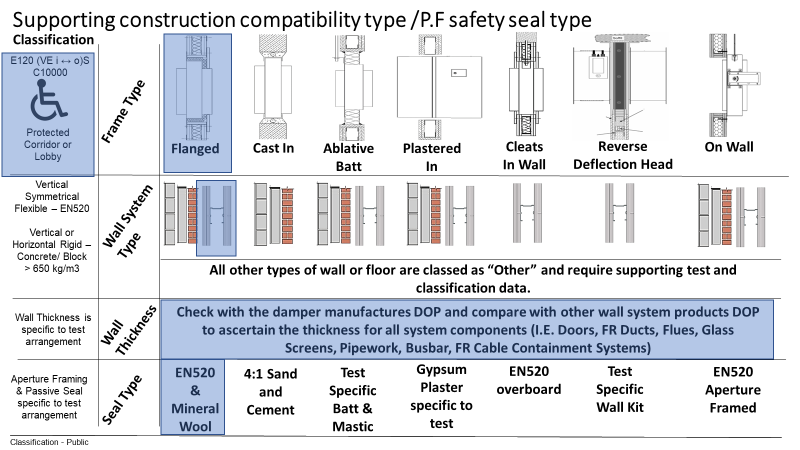 Supporting construction compatibility type /P.F safety seal type
Classification
E120 (VE i ↔ o)S
C10000
Protected
Corridor or
Lobby
Frame Type
Flanged
Cast In
Ablative
Batt
Plastered
In
Cleats
In Wall
Reverse
Deflection Head
On Wall
Vertical
Symmetrical
Flexible – EN520
Vertical or
Horizontal Rigid –
Concrete/ Block
> 650 kg/m3
Wall System
Type
All other types of wall or floor are classed as “Other” and require supporting test and
classification data.
Wall Thickness is
specific to test
arrangement
Wall
Thickness
Check with the damper manufactures DOP and compare with other wall system products DOP
to ascertain the thickness for all system components (I.E. Doors, FR Ducts, Flues, Glass
Screens, Pipework, Busbar, FR Cable Containment Systems)
Aperture Framing
& Passive Seal
specific to test
arrangement
Seal Type
EN520
&
Mineral
Wool
4:1 Sand
and
Cement
Test
Specific
Batt &
Mastic
Gypsum
Plaster
specific to
test
EN520
overboard
Test
Specific
Wall Kit
EN520
Aperture
Framed
Classification - Public